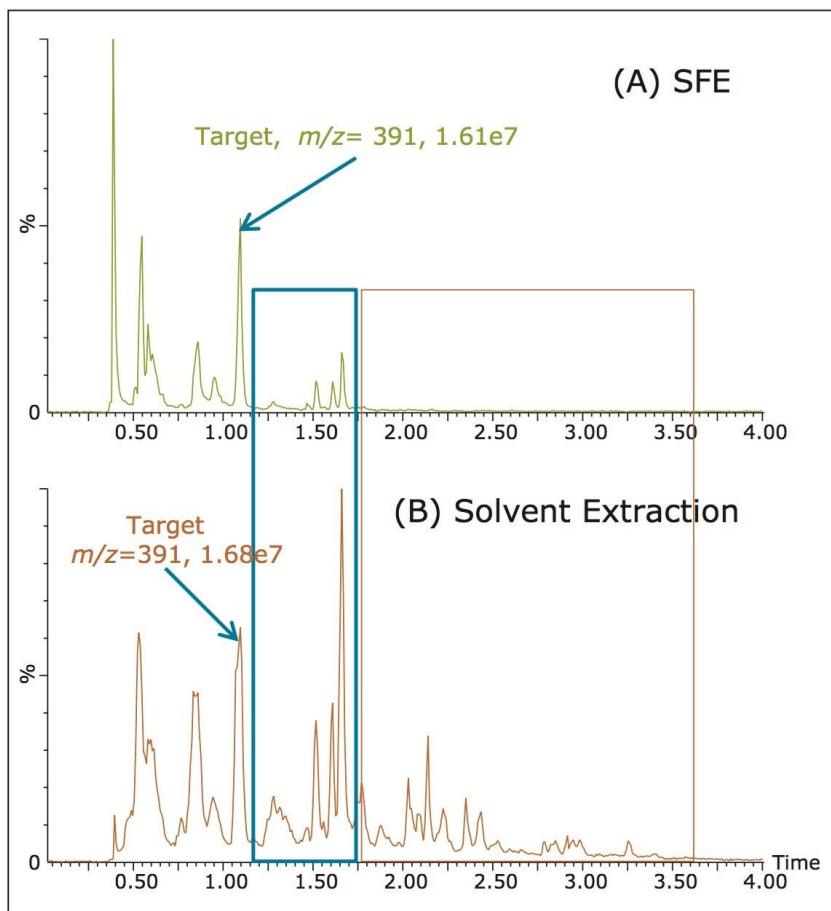 (A) SFE
Target, m/z= 391, 1.61e7
%
0
0.50 1.00 1.50 2.00 2.50 3.00 3.50 4.00
(B) Solvent Extraction
Target
m/z=391, 1.68e7
%
0
Time
0.50 1.00 1.50 2.00 2.50 3.00 3.50 4.00